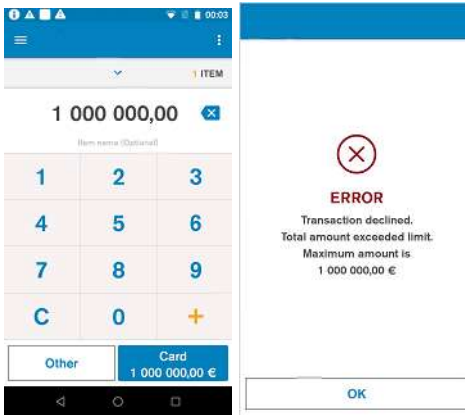 00:03
1 ITEM
1 000 000,00
Item name (Optional)
1 2 3
4 5 6
7 8 9
C 0 +
Other
Card
1 000 000,00 €
ERROR
Transaction declined.
Total amount exceeded limit.
Maximum amount is
1 000 000,00 €
OK